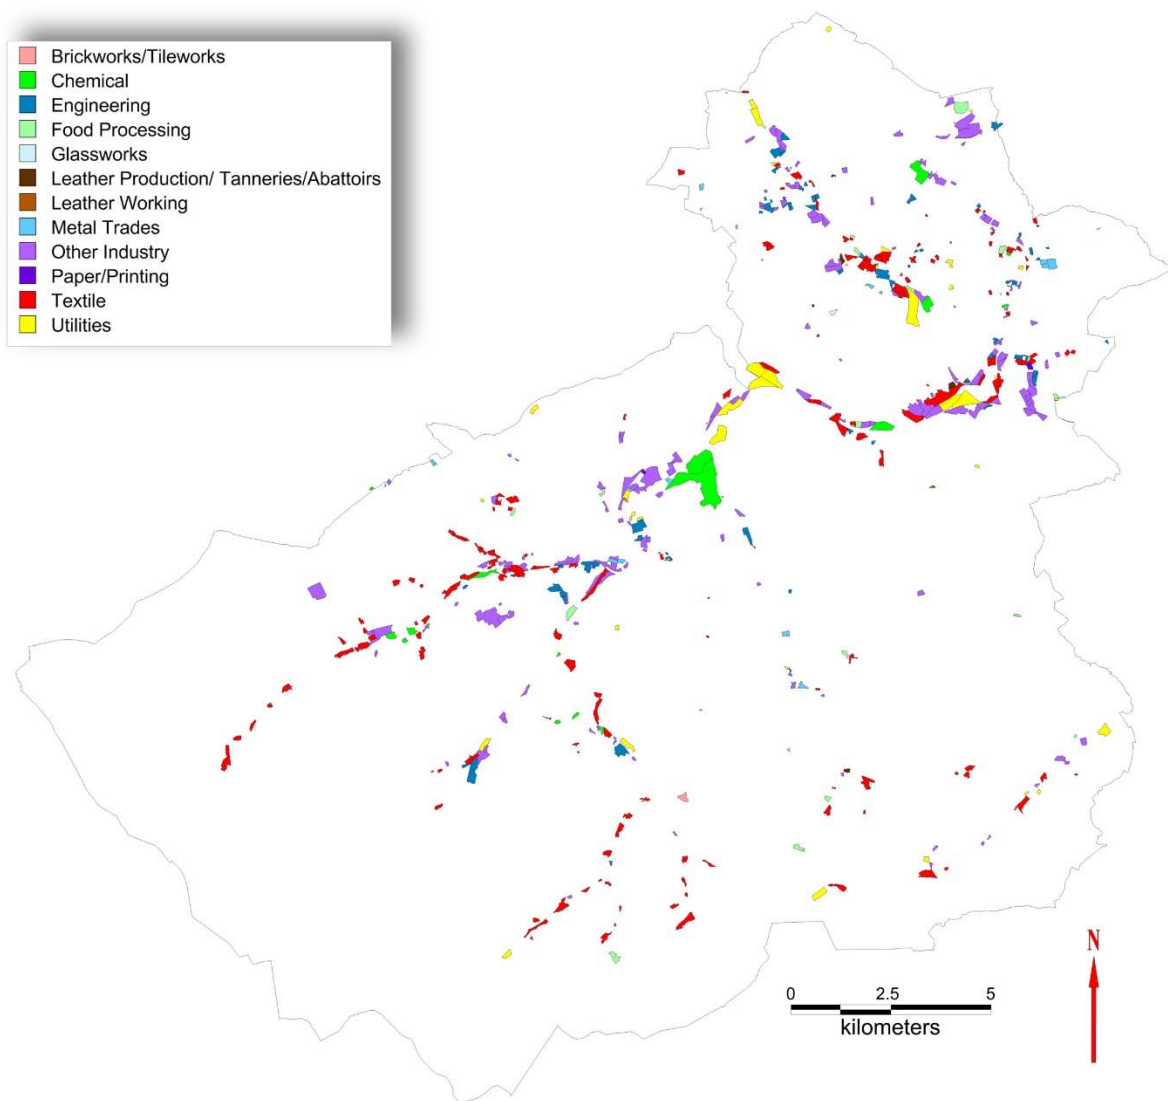 Brickworks/Tileworks
Chemical
Engineering
Food Processing
Glassworks
Leather Production/ Tanneries/Abattoirs
Leather Working
Metal Trades
Other Industry
Paper/Printing
Textile
Utilities
N
0 2.5 5
kilometers